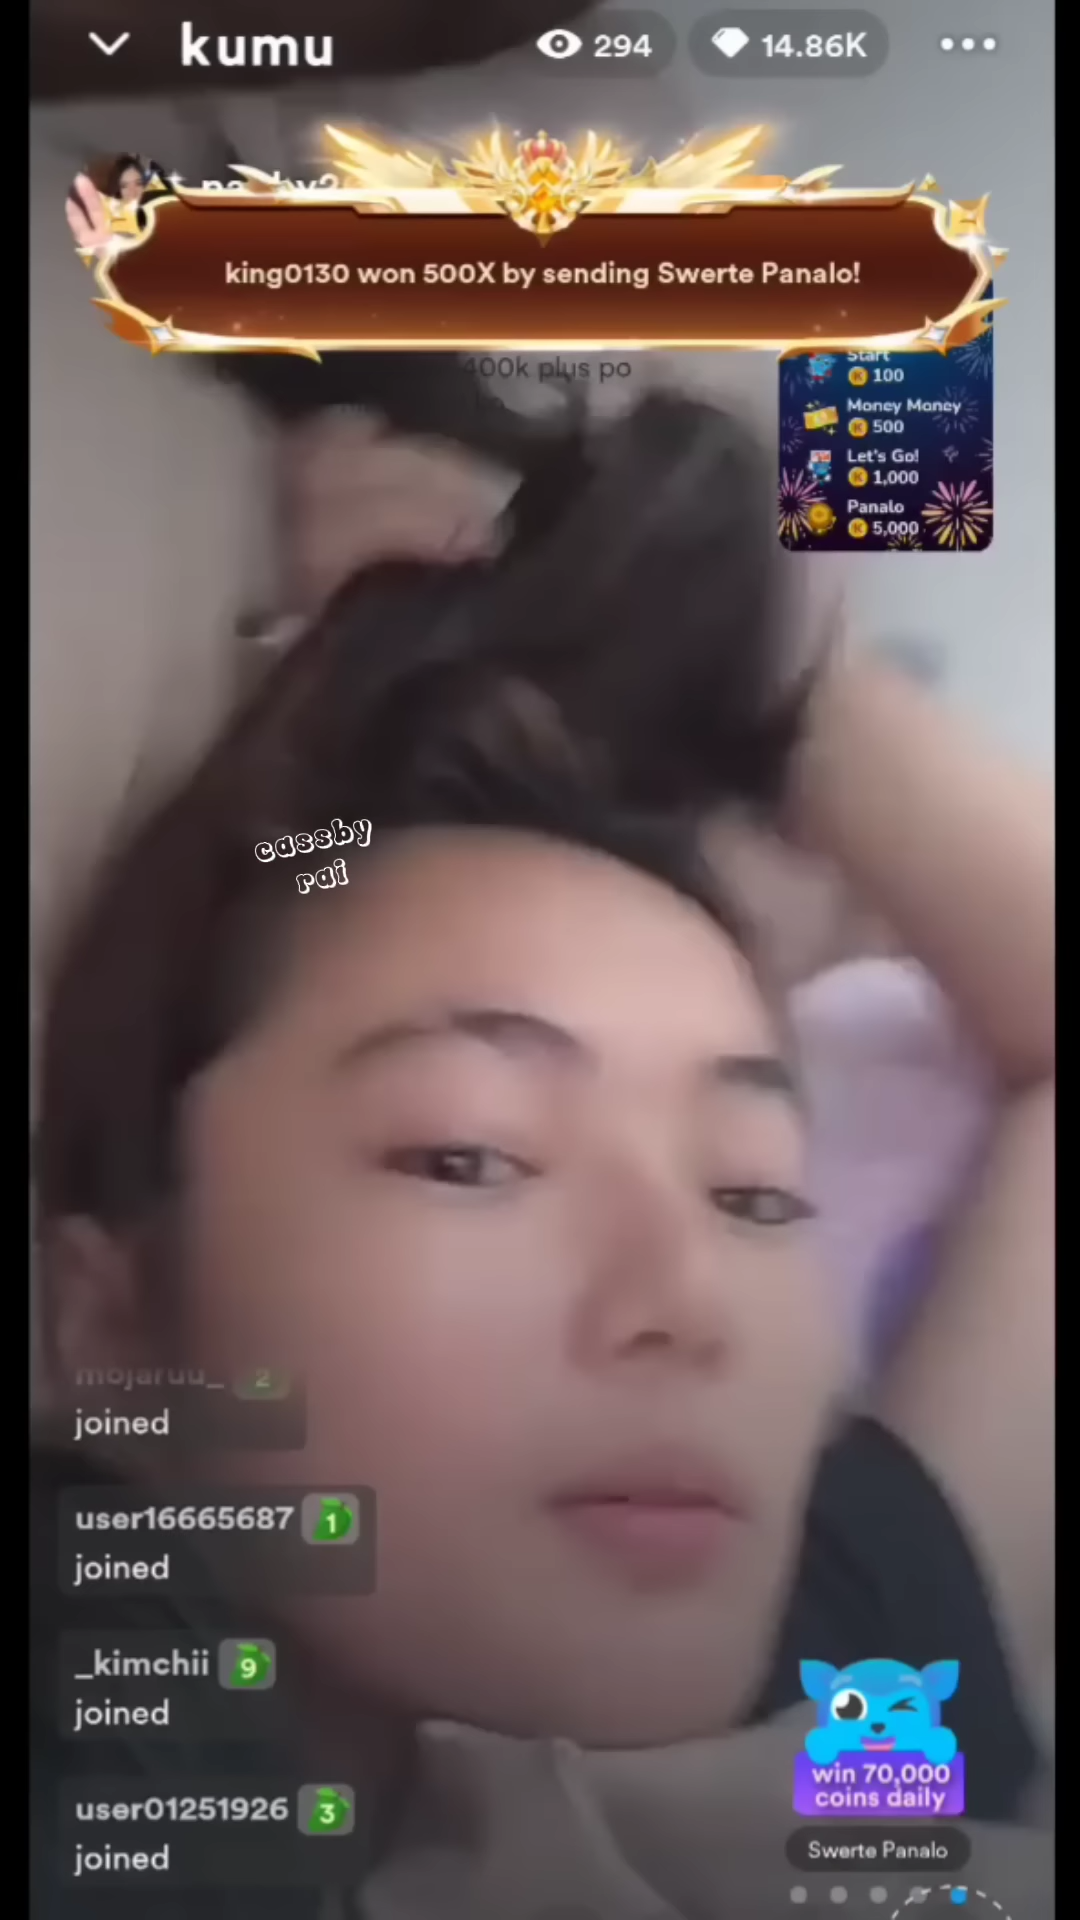 kumu
294
14.86K
king0130 won 500X by sending Swerte Panalo!
400k plus po
Start
100
Money Money
500
Let's Go!
1,000
Panalo
5,000
cassby
rai
mojaruu_ 2
joined
user16665687 1
joined
_kimchii 9
joined
user01251926 3
joined
win 70,000
coins daily
Swerte Panalo